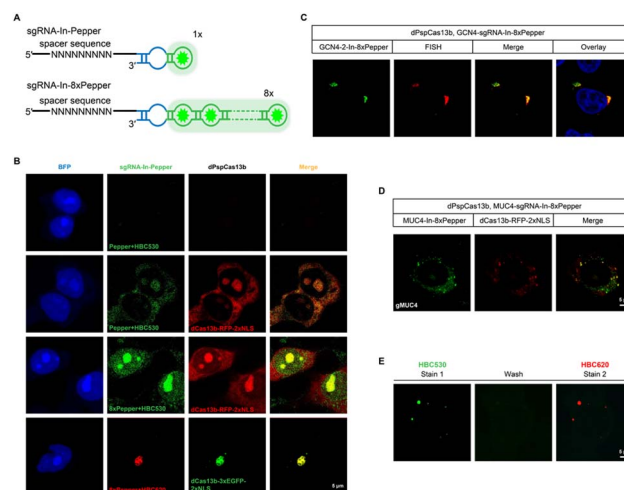 A
sgRNA-In-Pepper
1x
spacer sequence
5' NNNNNNNNN
3'
sgRNA-In-8xPepper
8x
spacer sequence
5' NNNNNNNNN
3'
B
BFP
sgRNA-In-Pepper
dPspCas13b
Merge
Pepper+HBC530
Pepper+HBC530
dCas13b-RFP-2xNLS
8xPepper+HBC530
dCas13b-RFP-2xNLS
dCas13b-3xEGFP-
2xNLS
5 μm
C
dPspCas13b, GCN4-sgRNA-In-8xPepper
GCN4-2-In-8xPepper
FISH
Merge
Overlay
D
dPspCas13b, MUC4-sgRNA-In-8xPepper
MUC4-In-8xPepper
dCas13b-RFP-2xNLS
Merge
gMUC4
E
HBC530
HBC620
Stain 1
Wash
Stain 2